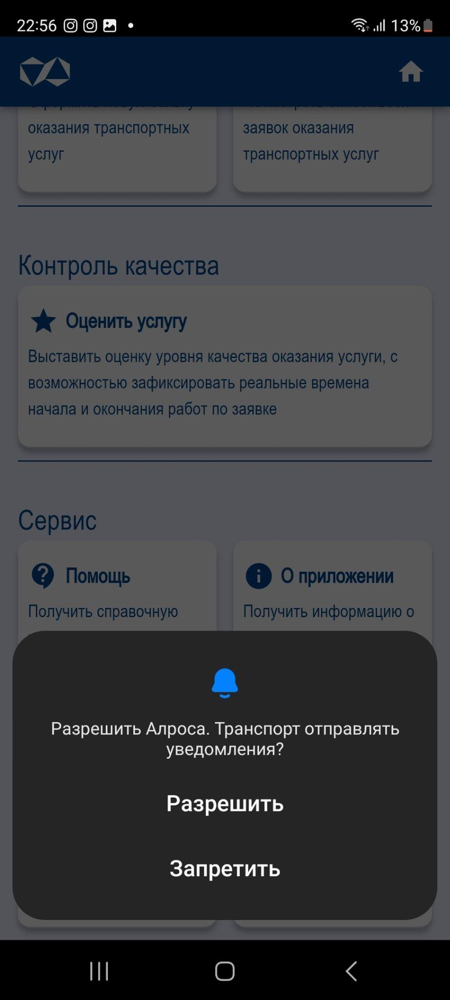 22:56
13%
оказания транспортных
услуг
заявок оказания
транспортных услуг
Контроль качества
Оценить услугу
Выставить оценку уровня качества оказания услуги, с
возможностью зафиксировать реальные времена
начала и окончания работ по заявке
Сервис
Помощь
Получить справочную
О приложении
Получить информацию о
Разрешить Алроса. Транспорт отправлять
уведомления?
Разрешить
Запретить